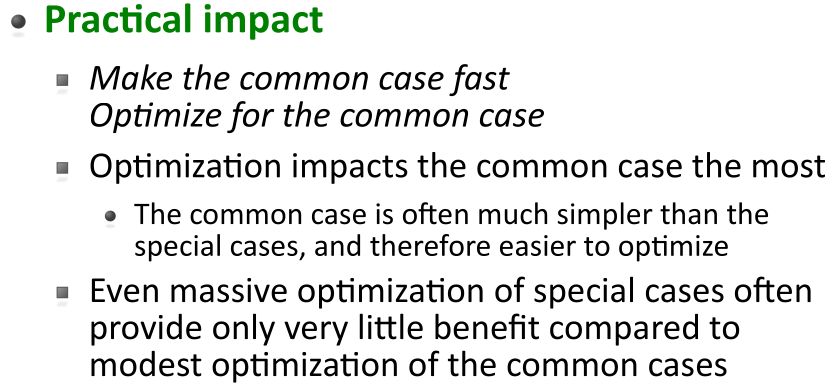 Practical impact
Make the common case fast
Optimize for the common case
Optimization impacts the common case the most
The common case is often much simpler than the
special cases, and therefore easier to optimize
Even massive optimization of special cases often
provide only very little benefit compared to
modest optimization of the common cases